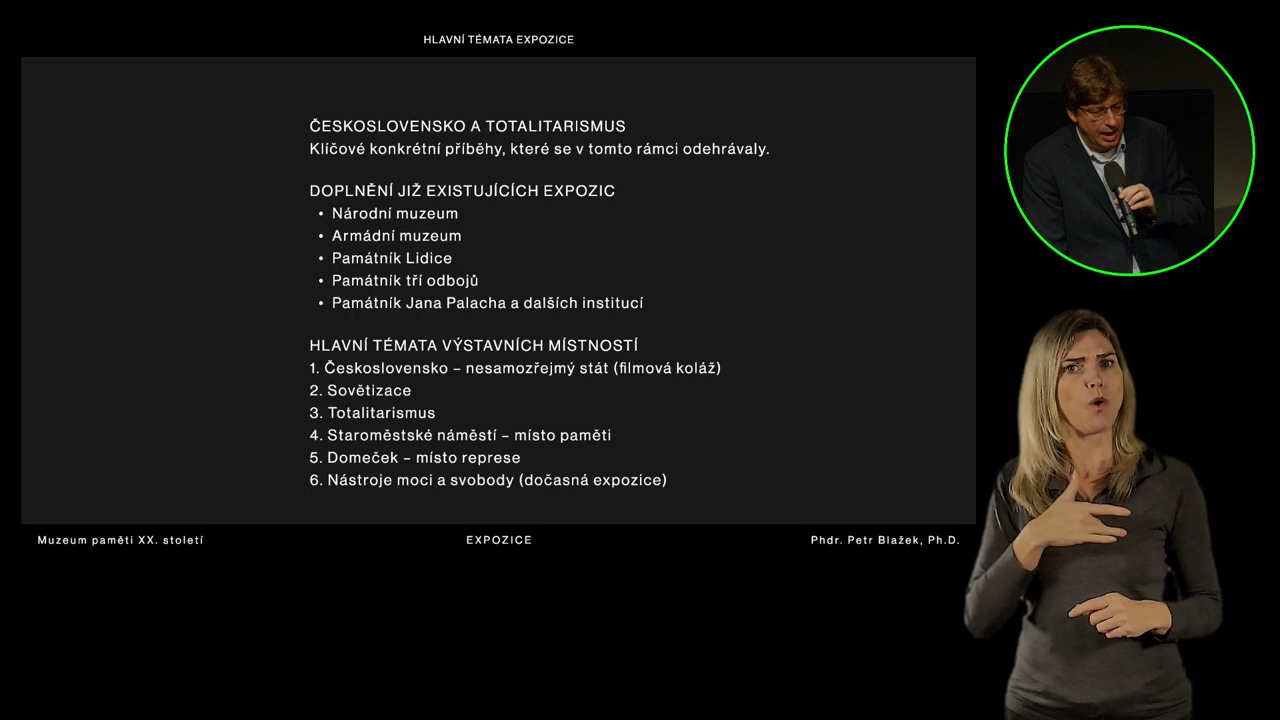 HLAVNÍ TÉMATA EXPOZICE
ČESKOSLOVENSKO A TOTALITARISMUS
Klíčové konkrétní příběhy, které se v tomto rámci odehrávaly.
DOPLNĚNÍ JIŽ EXISTUJÍCÍCH EXPOZIC
• Národní muzeum
• Armádní muzeum
• Památník Lidice
• Památník tří odbojů
• Památník Jana Palacha a dalších institucí
HLAVNÍ TÉMATA VÝSTAVNÍCH MÍSTNOSTÍ
1. Československo – nesamozřejmý stát (filmová koláž)
2. Sovětizace
3. Totalitarismus
4. Staroměstské náměstí – místo paměti
5. Domeček – místo represe
6. Nástroje moci a svobody (dočasná expozice)
Muzeum paměti XX. století
EXPOZICE
Phdr. Petr Blažek, Ph.D.